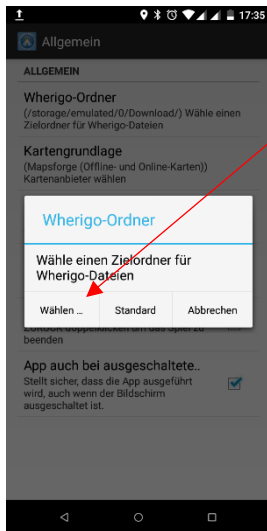 17:35
Allgemein
ALLGEMEIN
Wherigo-Ordner
(/storage/emulated/0/Download/) Wähle einen
Zielordner für Wherigo-Dateien
Kartengrundlage
(Mapsforge (Offline- und Online-Karten))
Kartenanbieter wählen
Wherigo-Ordner
Wähle einen Zielordner für
Wherigo-Dateien
Wählen ... Standard Abbrechen
beenden
App auch bei ausgeschaltete..
Stellt sicher, dass die App ausgeführt
wird, auch wenn der Bildschirm
ausgeschaltet ist.